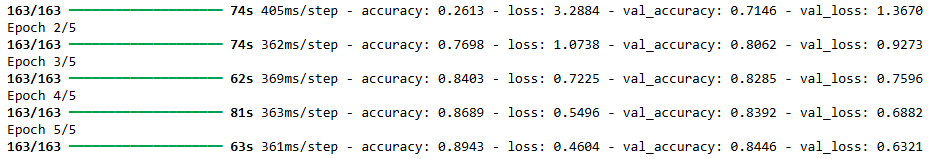 163/163 ━━━━━━━━━━━━━━━━━━━━ 74s 405ms/step - accuracy: 0.2613 - loss: 3.2884 - val_accuracy: 0.7146 - val_loss: 1.3670
Epoch 2/5
163/163 ━━━━━━━━━━━━━━━━━━━━ 74s 362ms/step - accuracy: 0.7698 - loss: 1.0738 - val_accuracy: 0.8062 - val_loss: 0.9273
Epoch 3/5
163/163 ━━━━━━━━━━━━━━━━━━━━ 62s 369ms/step - accuracy: 0.8403 - loss: 0.7225 - val_accuracy: 0.8285 - val_loss: 0.7596
Epoch 4/5
163/163 ━━━━━━━━━━━━━━━━━━━━ 81s 363ms/step - accuracy: 0.8689 - loss: 0.5496 - val_accuracy: 0.8392 - val_loss: 0.6882
Epoch 5/5
163/163 ━━━━━━━━━━━━━━━━━━━━ 63s 361ms/step - accuracy: 0.8943 - loss: 0.4604 - val_accuracy: 0.8446 - val_loss: 0.6321